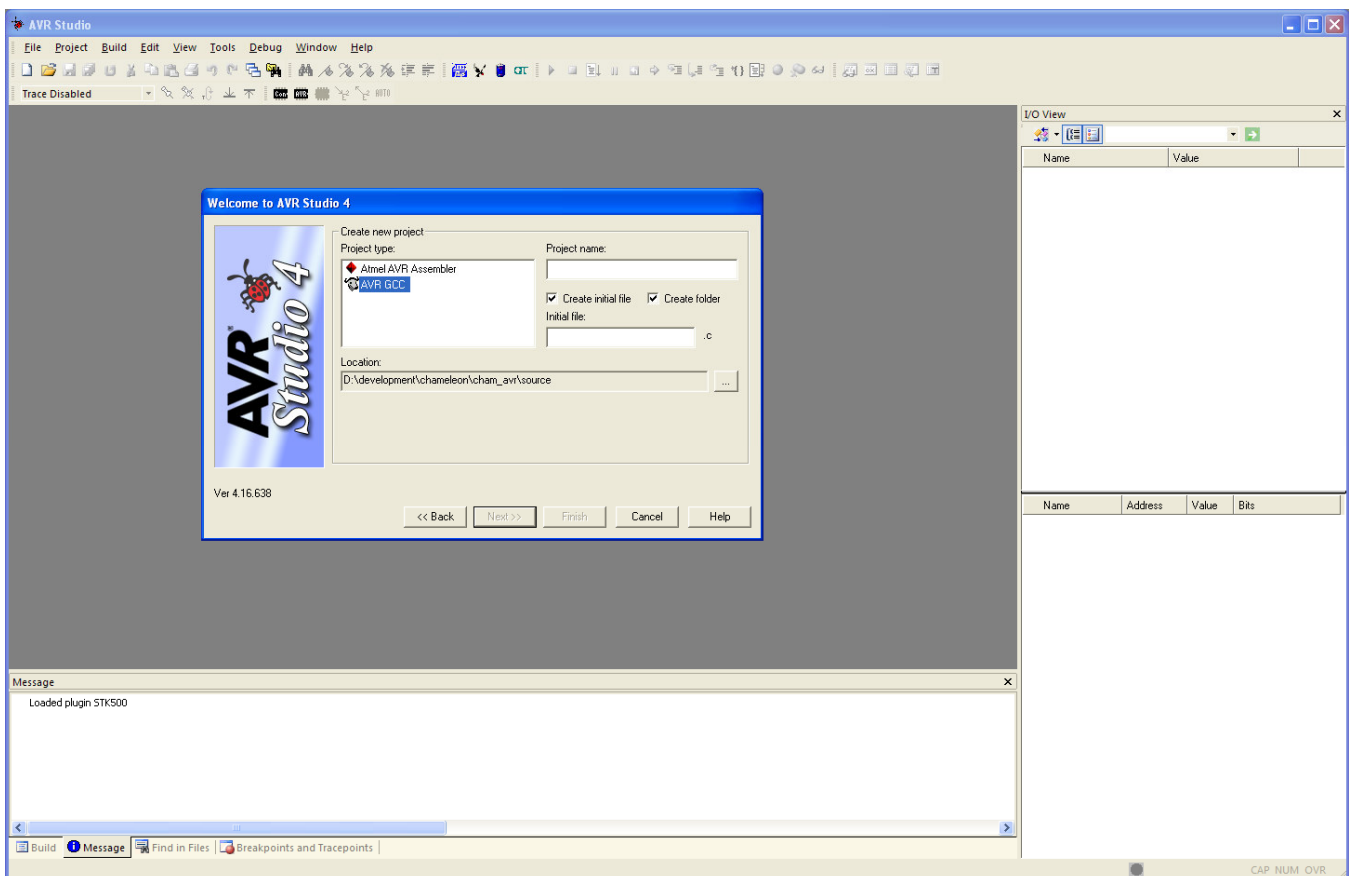 AVR Studio
File Project Build Edit View Tools Debug Window Help
Trace Disabled
Con AVR AUTO
I/O View
Name Value
Welcome to AVR Studio 4
AVR Studio 4
Create new project
Project type:
Atmel AVR Assembler
AVR GCC
Project name:
Create initial file Create folder
Initial file:
.c
Location:
D:\development\chameleon\cham_avr\source
...
Ver 4.16.638
<< Back Next >> Finish Cancel Help
Name Address Value Bits
Message
Loaded plugin STK500
Build Message Find in Files Breakpoints and Tracepoints
CAP NUM OVR